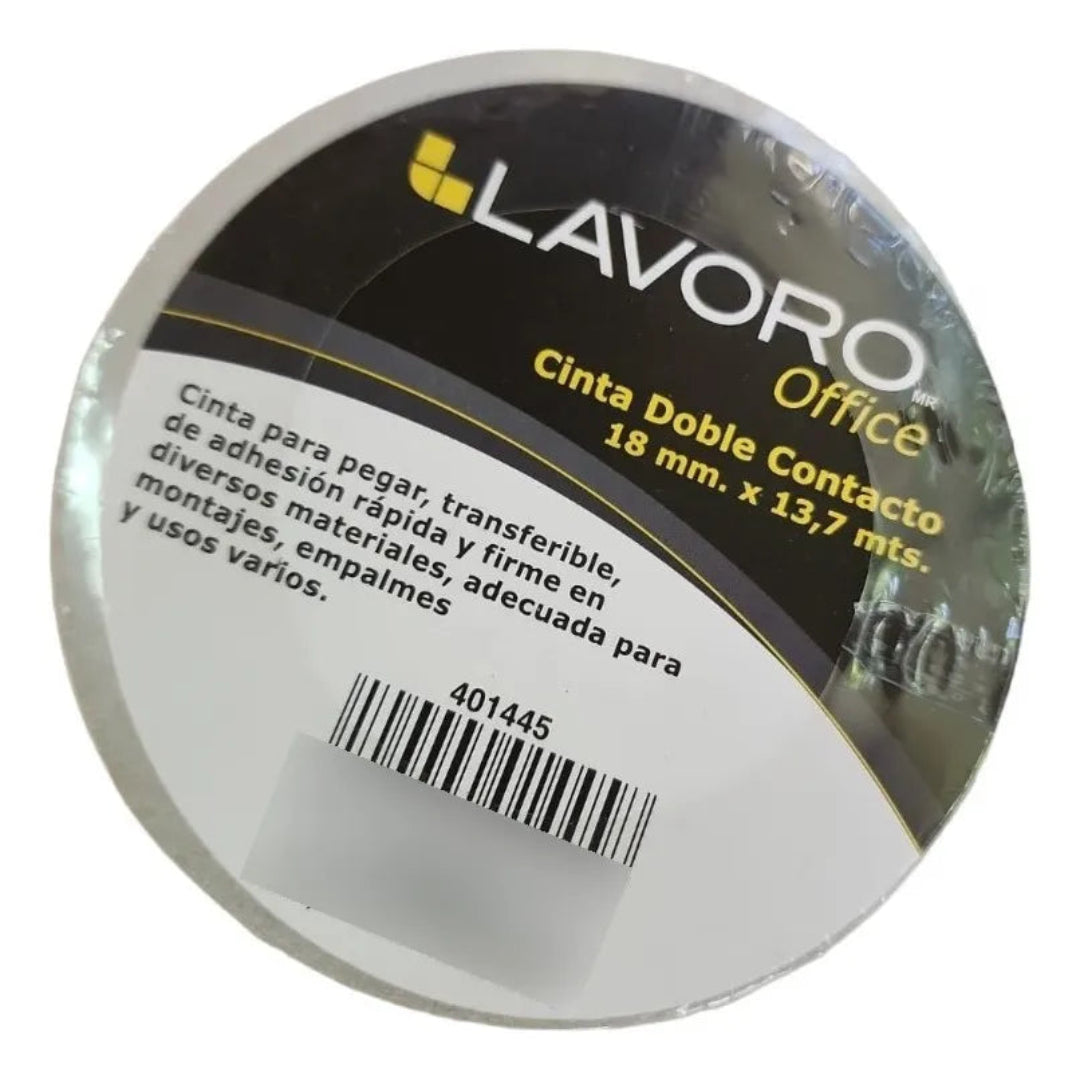 LAVORO
MR
Office
Cinta Doble Contacto
18 mm. x 13,7 mts.
Cinta para pegar, transferible,
de adhesión rápida y firme en
diversos materiales, adecuada para
montajes, empalmes
y usos varios.
401445